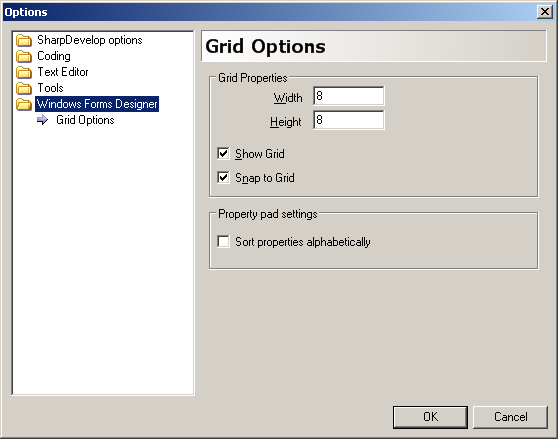 Options
SharpDevelop options
Coding
Text Editor
Tools
Windows Forms Designer
Grid Options
Grid Options
Grid Properties
Width 8
Height 8
Show Grid
Snap to Grid
Property pad settings
Sort properties alphabetically
OK Cancel